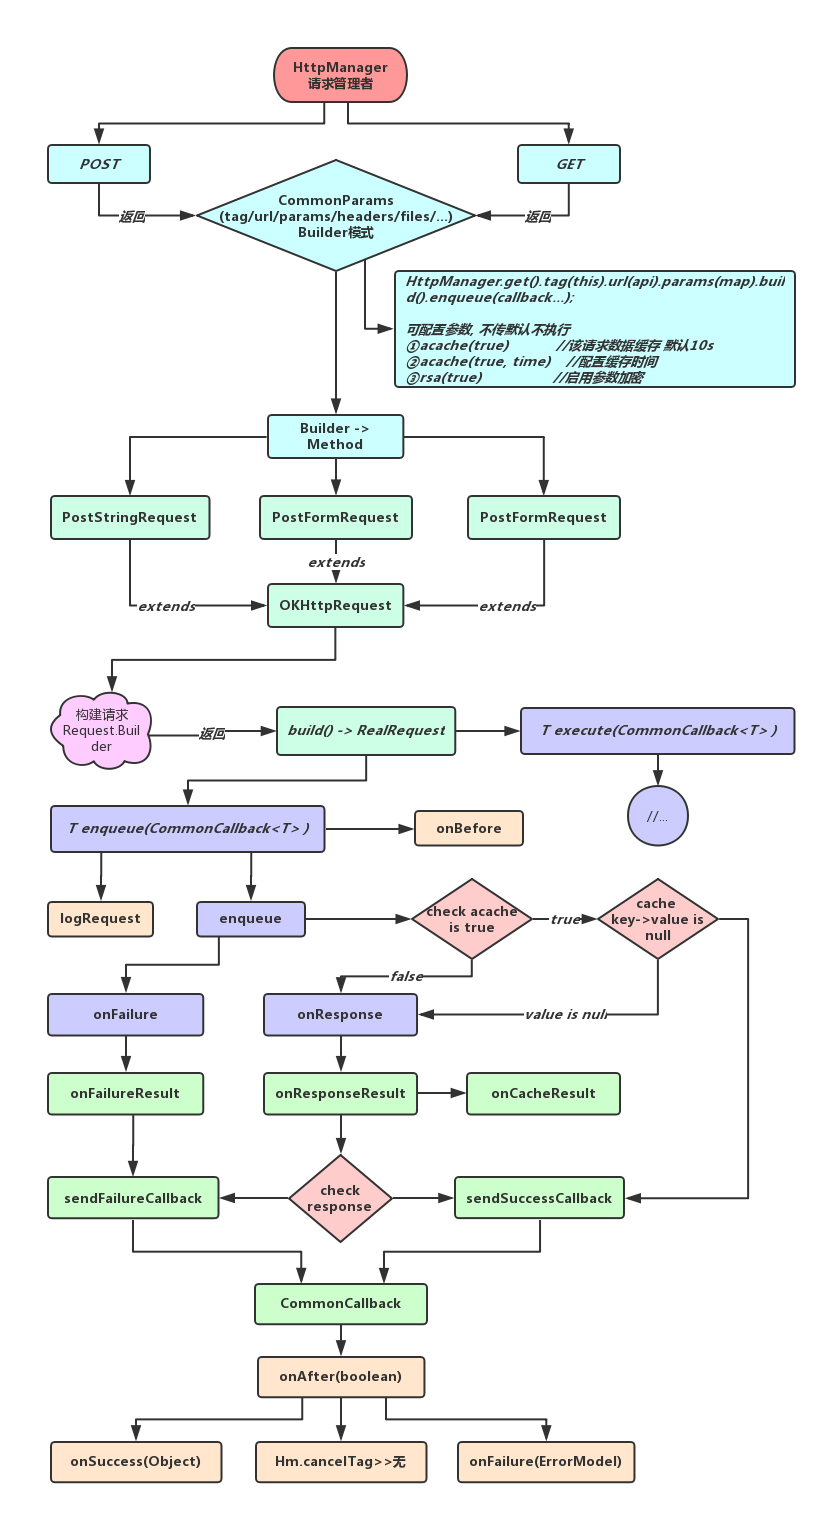 HttpManager
请求管理者
POST
GET
返回
返回
CommonParams
(tag/url/params/headers/files/...)
Builder模式
HttpManager.get().tag(this).url(api).params(map).buil
d().enqueue(callback...);
可配置参数, 不传默认不执行
①acache(true) //该请求数据缓存 默认10s
②acache(true, time) //配置缓存时间
③rsa(true) //启用参数加密
Builder ->
Method
PostStringRequest
PostFormRequest
PostFormRequest
extends
extends
extends
OKHttpRequest
构建请求
Request.Buil
der
返回
build() -> RealRequest
T execute(CommonCallback<T> )
T enqueue(CommonCallback<T> )
onBefore
//...
logRequest
enqueue
check acache
is true
true
cache
key->value is
null
false
onFailure
onResponse
value is null
onFailureResult
onResponseResult
onCacheResult
sendFailureCallback
check
response
sendSuccessCallback
CommonCallback
onAfter(boolean)
onSuccess(Object)
Hm.cancelTag>>无
onFailure(ErrorModel)